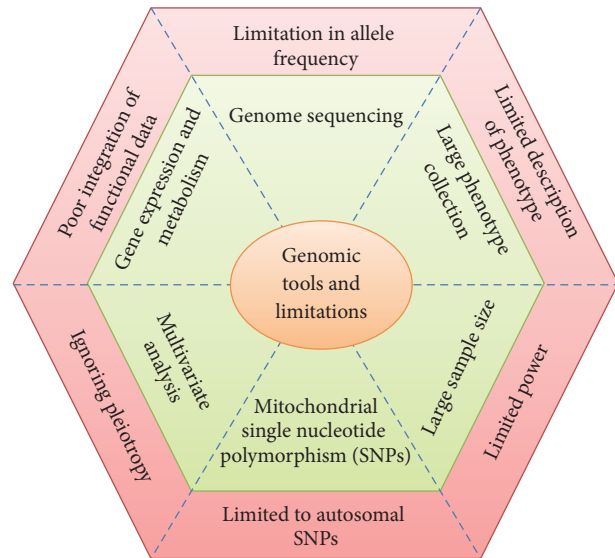 Limitation in allele
frequency
Genome sequencing
Poor integration of
functional data
Gene expression and
metabolism
Large phenotype
collection
Limited description
of phenotype
Genomic
tools and
limitations
Ignoring pleiotropy
Multivariate
analysis
Mitochondrial
single nucleotide
polymorphism (SNPs)
Large sample size
Limited power
Limited to autosomal
SNPs